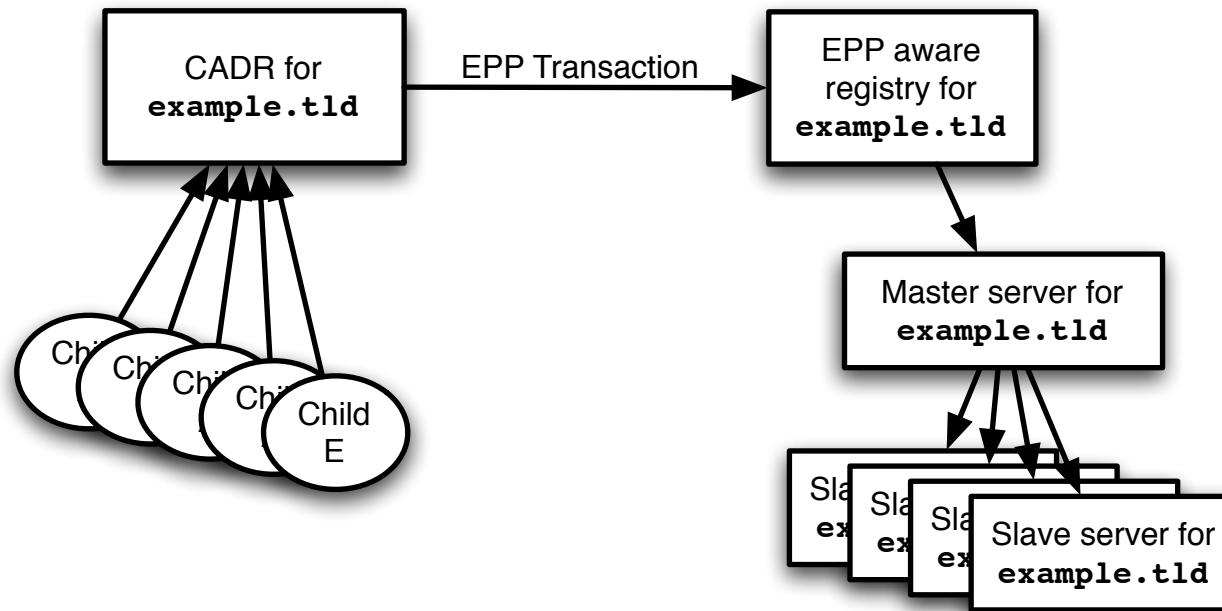 CADR for
example.tld
EPP Transaction
EPP aware
registry for
example.tld
Master server for
example.tld
Child
E
Slave server for
example.tld